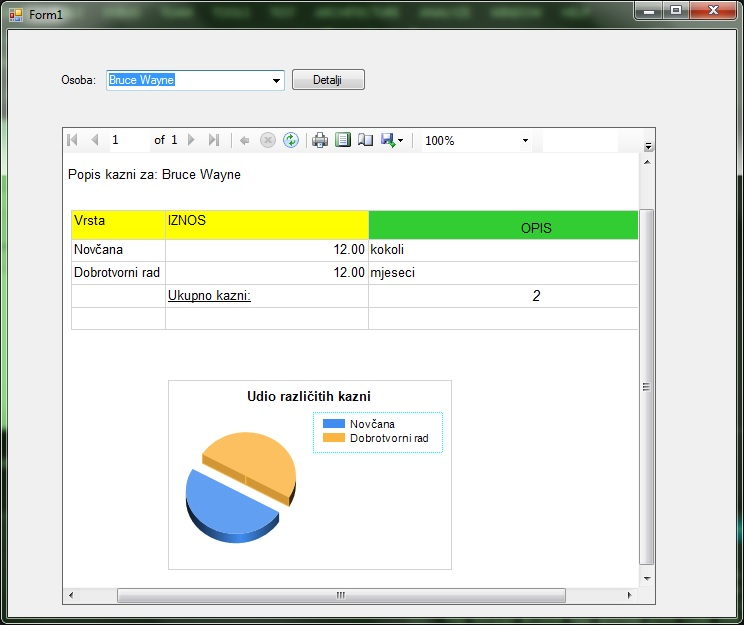 Form1
Osoba: Bruce Wayne Detalji
1 of 1 100%
Popis kazni za: Bruce Wayne
Vrsta IZNOS OPIS
Novčana 12.00 kokoli
Dobrotvorni rad 12.00 mjeseci
Ukupno kazni: 2
Udio različitih kazni
Novčana
Dobrotvorni rad